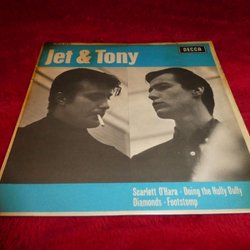 Jet & Tony
DECCA
Scarlett O'Hara - Doing the Hully Gully
Diamonds - Footstomp